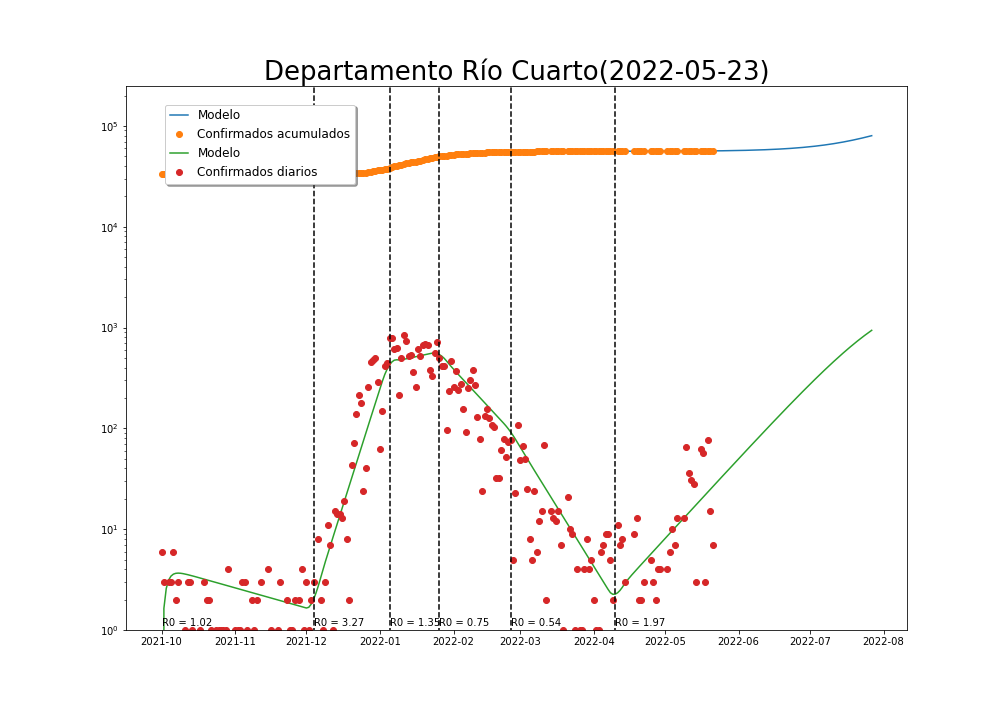 Departamento Río Cuarto(2022-05-23)
Modelo
Confirmados acumulados
Modelo
Confirmados diarios
10⁵
10⁴
10³
10²
10¹
10⁰
R0 = 1.02 R0 = 3.27 R0 = 1.35 R0 = 0.75 R0 = 0.54 R0 = 1.97
2021-10 2021-11 2021-12 2022-01 2022-02 2022-03 2022-04 2022-05 2022-06 2022-07 2022-08